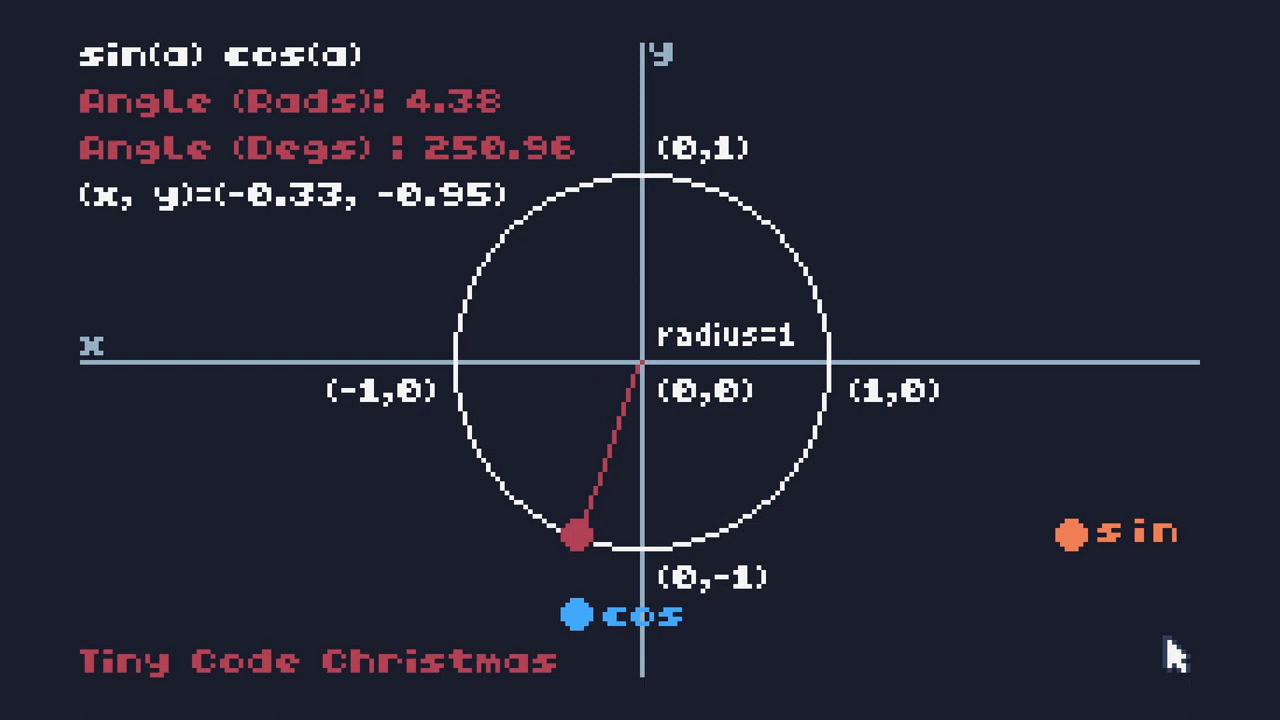 sin(a) cos(a)
y
Angle (Rads): 4.38
Angle (Degs) : 250.96
(0,1)
(x, y)=(-0.33, -0.95)
radius=1
x
(-1,0)
(0,0)
(1,0)
sin
(0,-1)
cos
Tiny Code Christmas